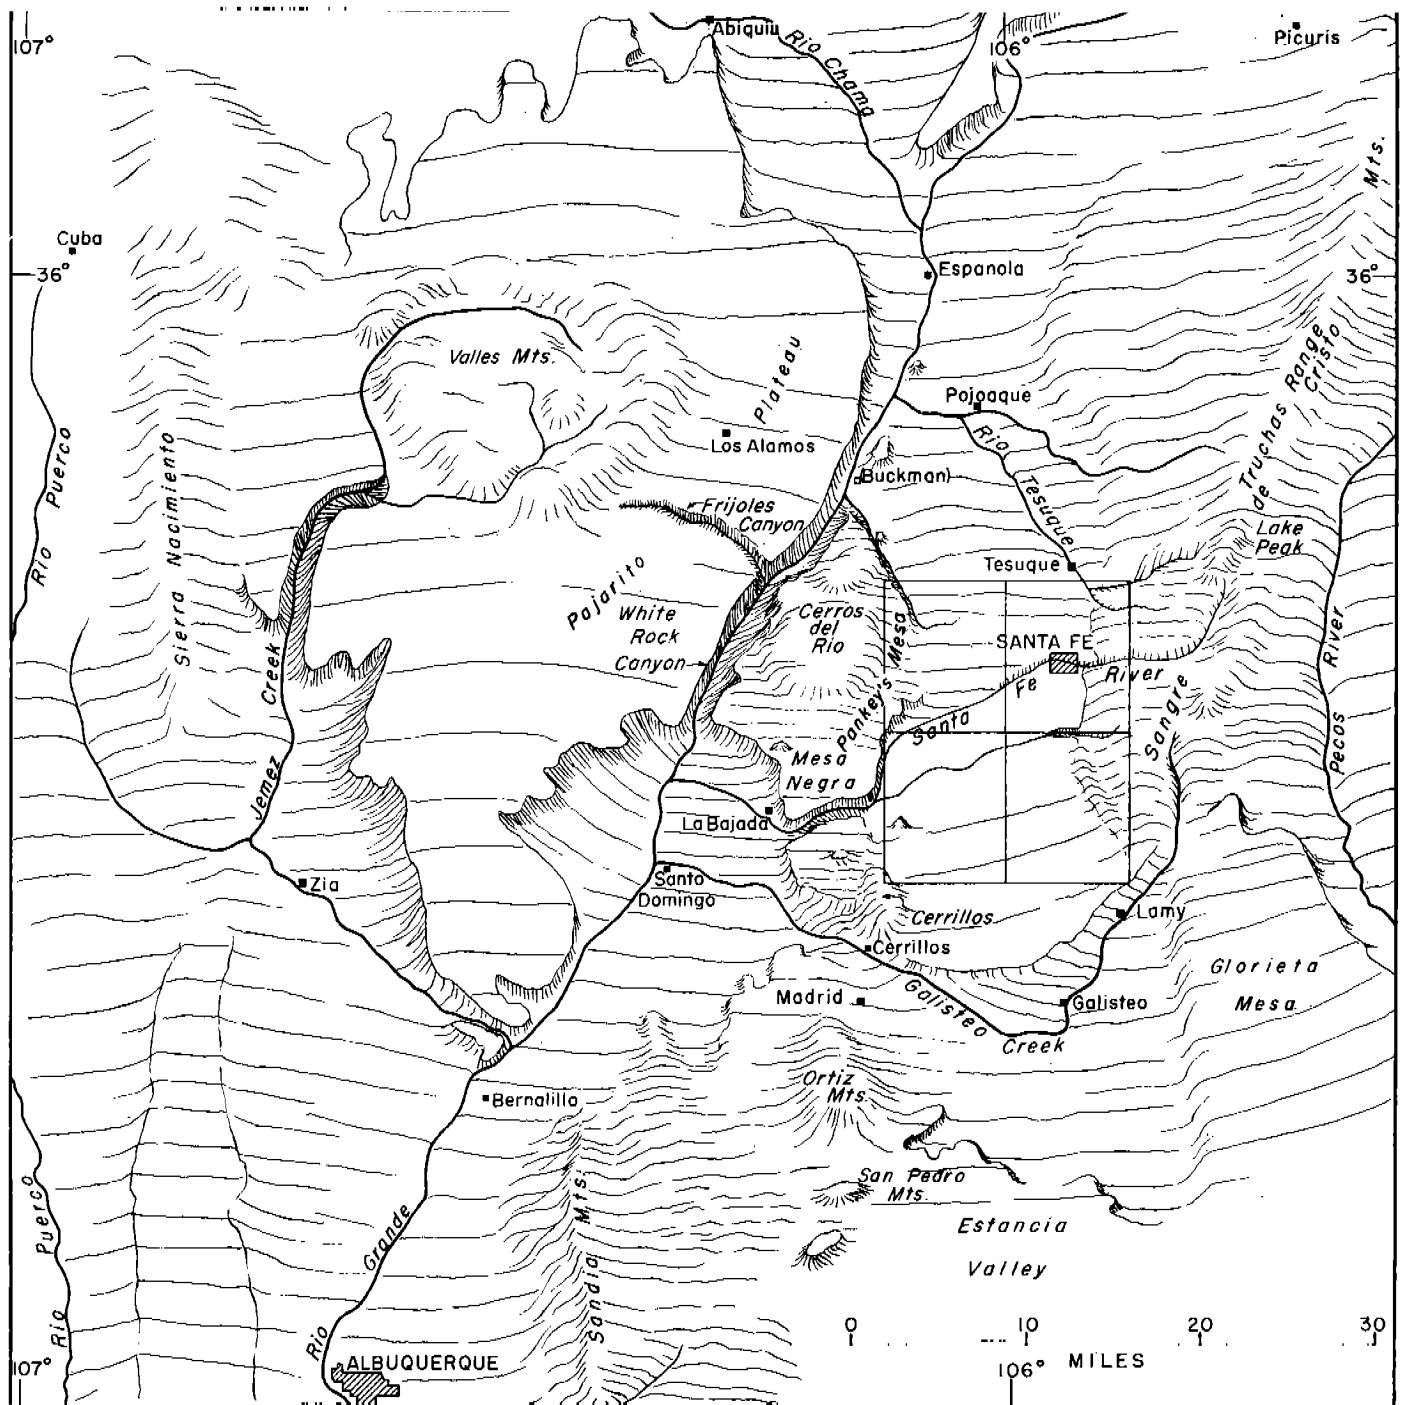 107°
Abiquiu
Rio Chama
106°
Picuris
Mts.
Cuba
36°
Espanola
36°
Valles Mts.
Plateau
Truchas Range
de Cristo
Pojoaque
Los Alamos
Rio Tesuque
(Buckman)
Frijoles
Canyon
Lake
Peak
Rio Puerco
Sierra Nacimiento
Tesuque
Pajarito
White
Rock
Canyon
Cerros
del
Rio
Pankey's Mesa
SANTA FE
Santa Fe River
Sangre
Pecos River
Jemez Creek
Mesa
Negra
La Bajada
Zia
Santo
Domingo
Cerrillos
Lamy
Cerrillos
Glorieta
Mesa
Madrid
Galisteo
Galisteo
Creek
Ortiz
Mts.
Bernalillo
San Pedro
Mts.
Estancia
Valley
Rio Puerco
Rio Grande
Sandia Mts.
0 10 20 30
MILES
107°
ALBUQUERQUE
106°